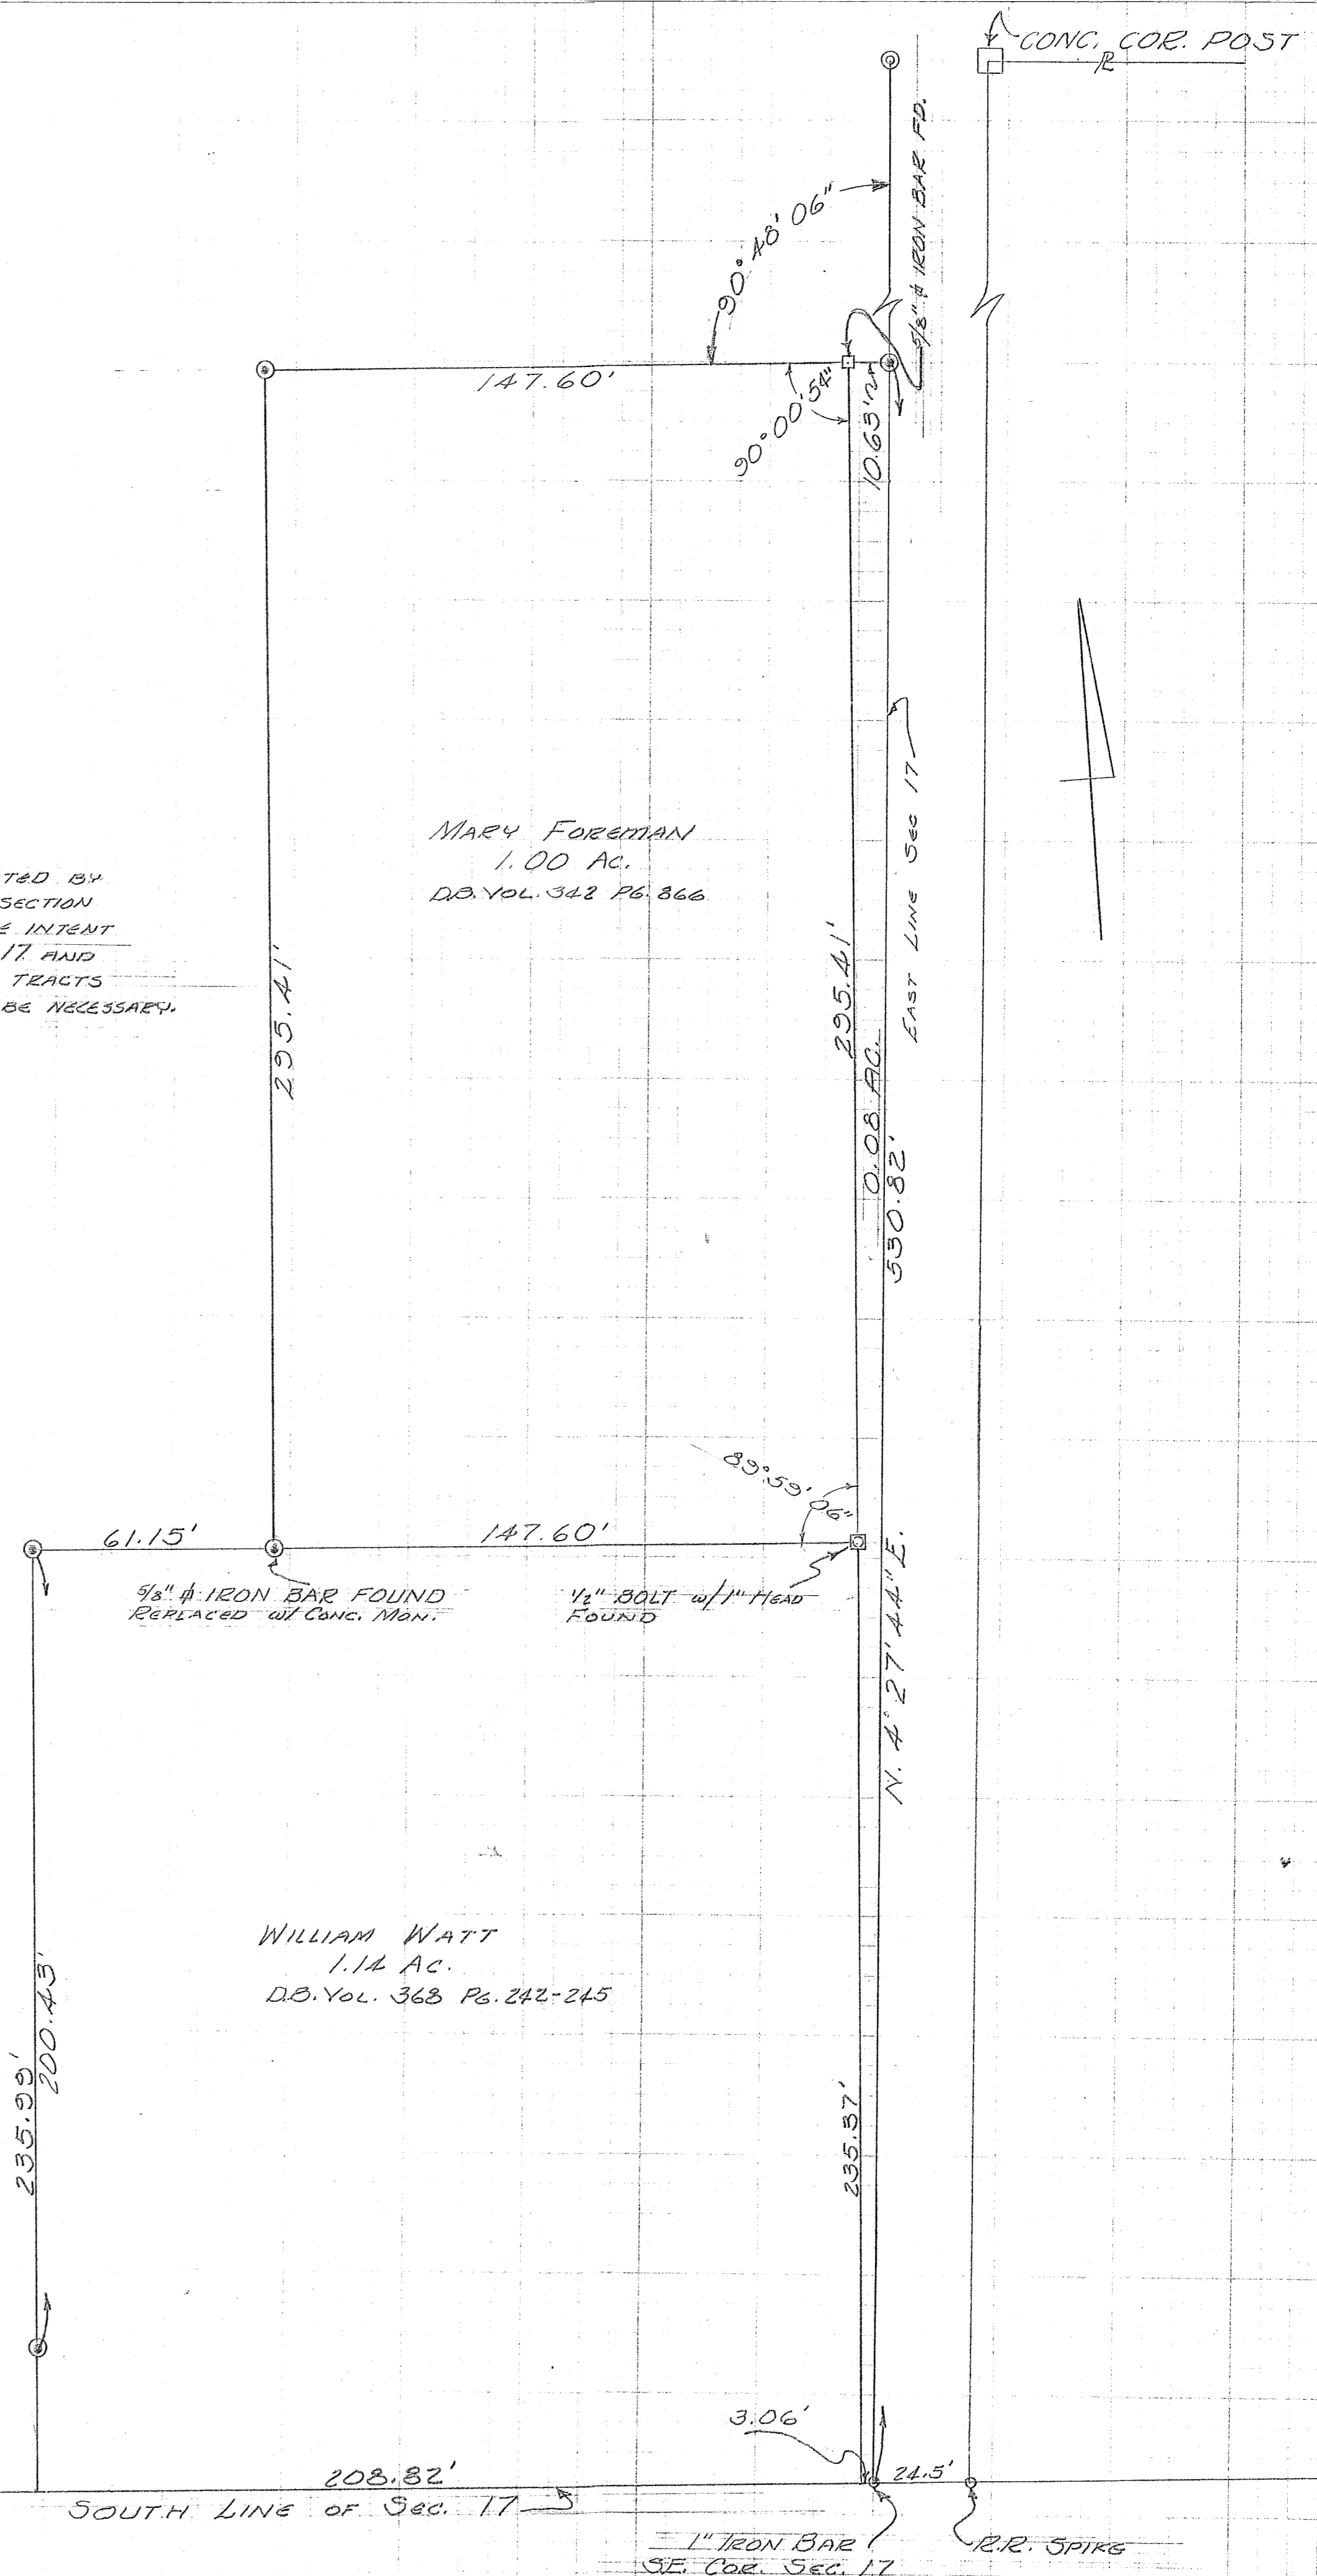 CONC. COR. POST
5/8" ф IRON BAR FD.
90° 48' 06"
147.60'
90° 00' 54"
10.63'
MARY FOREMAN
1.00 AC.
D.B. VOL. 342 PG. 866
EAST LINE SEC 17
TED BY
SECTION
E INTENT
17 AND
TRACTS
BE NECESSARY.
295.41'
295.41'
0.08 AC.
530.82'
89° 59' 06"
61.15'
147.60'
5/8" ф IRON BAR FOUND
REPLACED w/ CONC. MON.
1/2" BOLT w/ 1" HEAD
FOUND
N. 4° 27' 44" E.
WILLIAM WATT
1.14 AC.
D.B. VOL. 368 PG. 242-245
235.99'
200.43'
235.37'
3.06'
208.82'
24.5'
SOUTH LINE OF SEC. 17
1" IRON BAR
SE. COR. SEC. 17
R.R. SPIKE